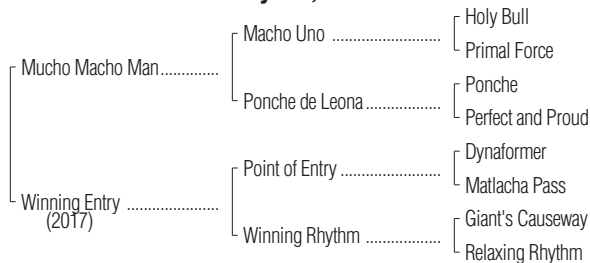 Holy Bull
Macho Uno ....................
Primal Force
Mucho Macho Man..............
Ponche
Ponche de Leona ..................
Perfect and Proud
Dynaformer
Point of Entry ........................
Matlacha Pass
Winning Entry ......................
(2017)
Giant's Causeway
Winning Rhythm ..................
Relaxing Rhythm